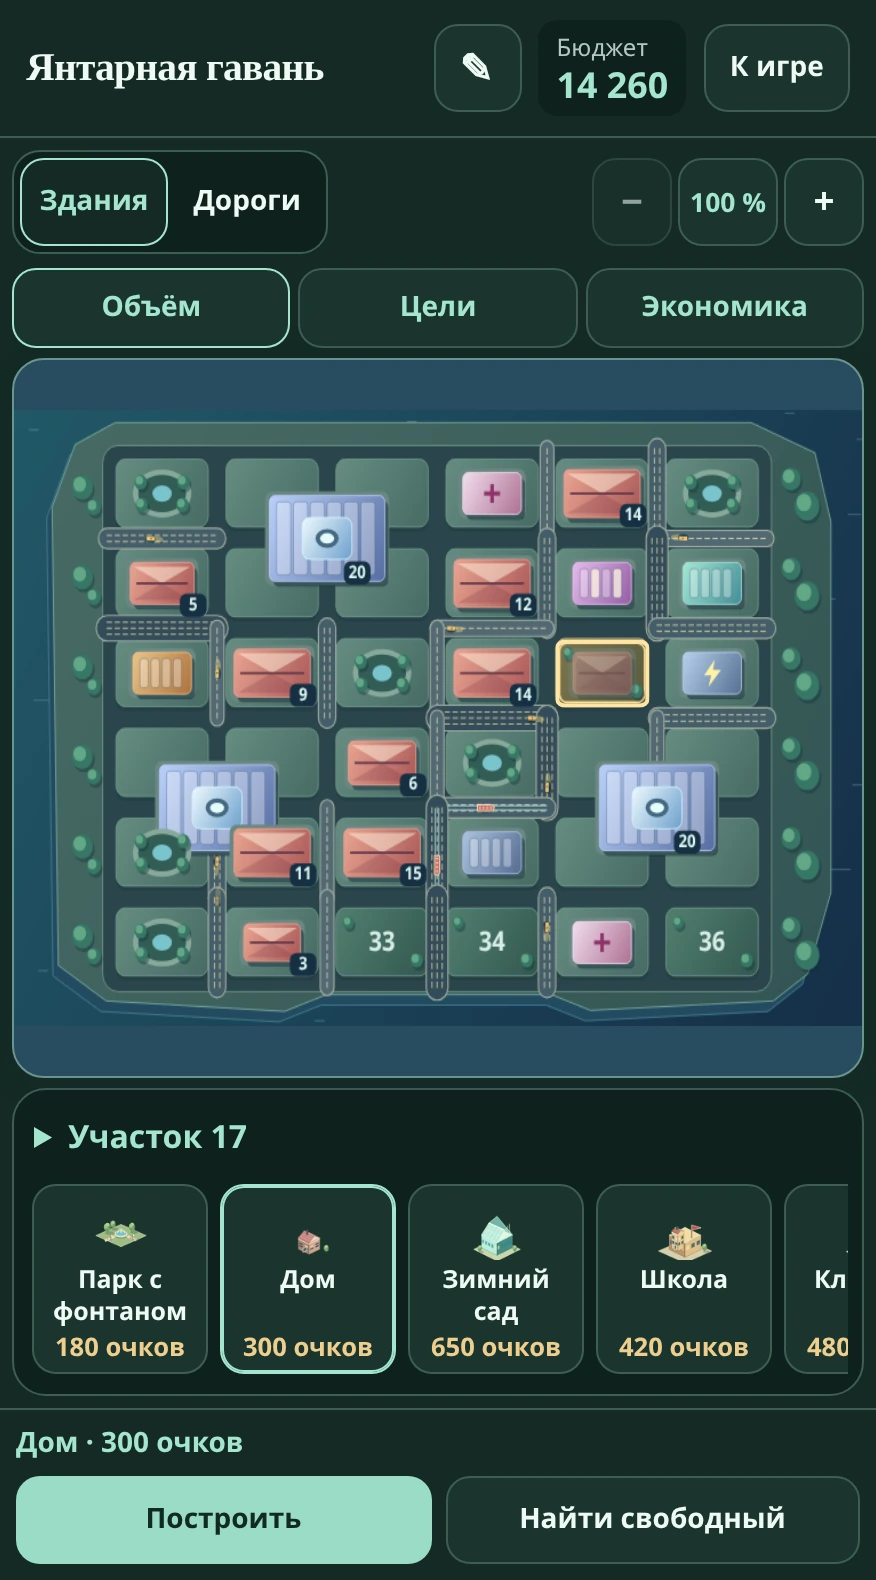 Янтарная гавань
✎
Бюджет
14 260
К игре
Здания
Дороги
−
100 %
+
Объём
Цели
Экономика
14
20
5
12
9
14
6
20
11
15
3
33
34
36
▶ Участок 17
Парк с
фонтаном
180 очков
Дом
300 очков
Зимний
сад
650 очков
Школа
420 очков
Кл
480
Дом · 300 очков
Построить
Найти свободный